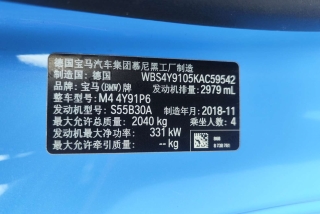 德国宝马汽车集团慕尼黑工厂制造
制造国：德国 WBS4Y9105KAC59542
品牌：宝马(BMW)牌 发动机排量：2979 mL
整车型号：M4 4Y91P6
发动机型号：S55B30A 制造年月：2018-11
最大允许总质量：2040 kg 乘坐人数：4
发动机最大净功率：331 kW
最大允许牵引质量：-- kg